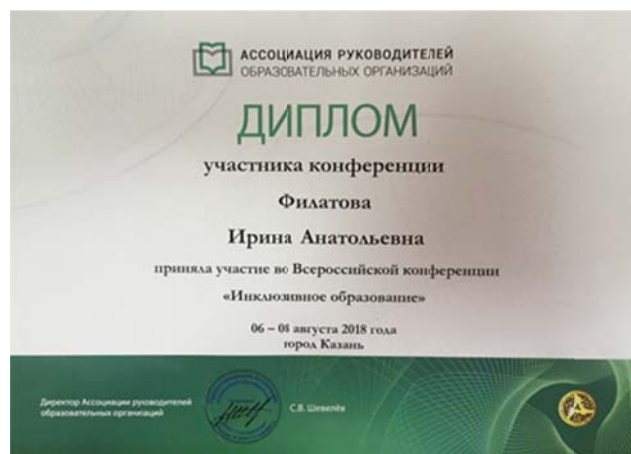 АССОЦИАЦИЯ РУКОВОДИТЕЛЕЙ
ОБРАЗОВАТЕЛЬНЫХ ОРГАНИЗАЦИЙ
ДИПЛОМ
участника конференции
Филатова
Ирина Анатольевна
приняла участие во Всероссийской конференции
«Инклюзивное образование»
06 – 08 августа 2018 года
город Казань
Директор Ассоциации руководителей
образовательных организаций
С.В. Шевелёв